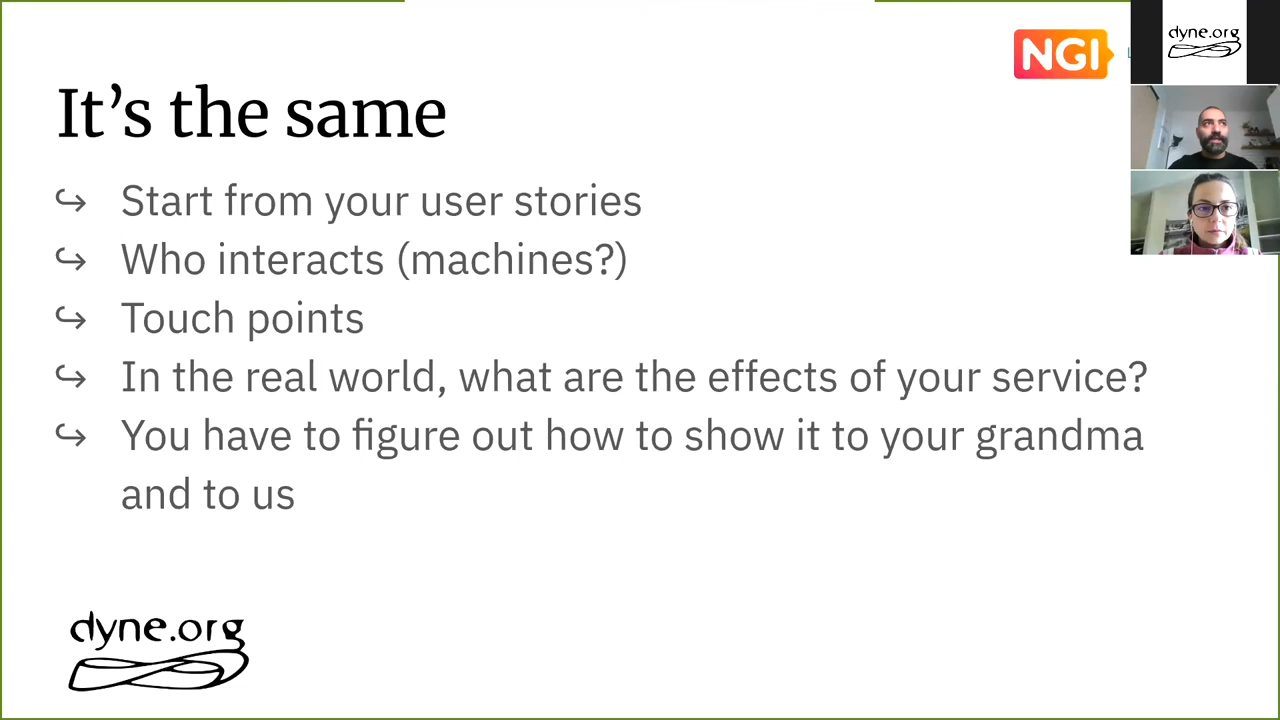 NGI
dyne.org
It’s the same
↪ Start from your user stories
↪ Who interacts (machines?)
↪ Touch points
↪ In the real world, what are the effects of your service?
↪ You have to figure out how to show it to your grandma
and to us
dyne.org